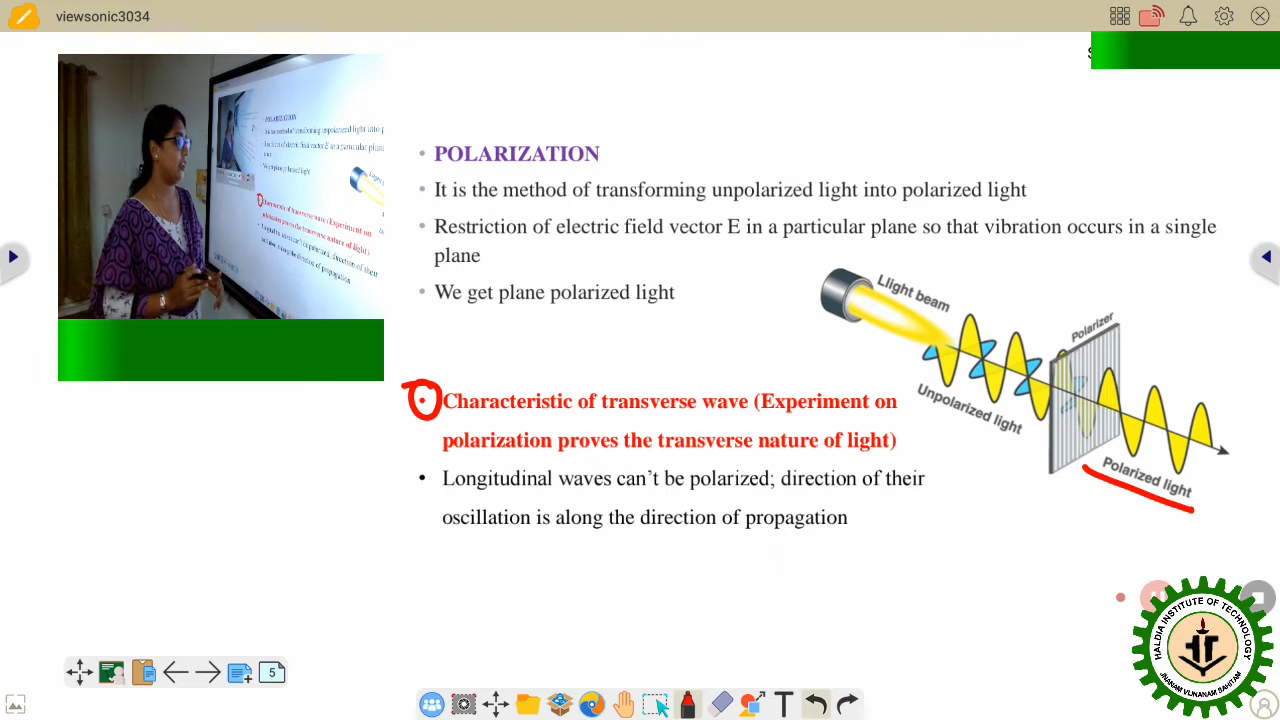 viewsonic3034
POLARIZATION
It is the method of transforming unpolarized light into polarized light
Restriction of electric field vector E in a particular plane so that vibration occurs in a single
plane
We get plane polarized light
Llight beam
Polarizer
Unpolarized light
Polarized light
Characteristic of transverse wave (Experiment on
polarization proves the transverse nature of light)
Longitudinal waves can't be polarized; direction of their
oscillation is along the direction of propagation
HALDIA INSTITUTE OF TECHNOLOGY
JNANAM VIJNANAM SAHITAM
5